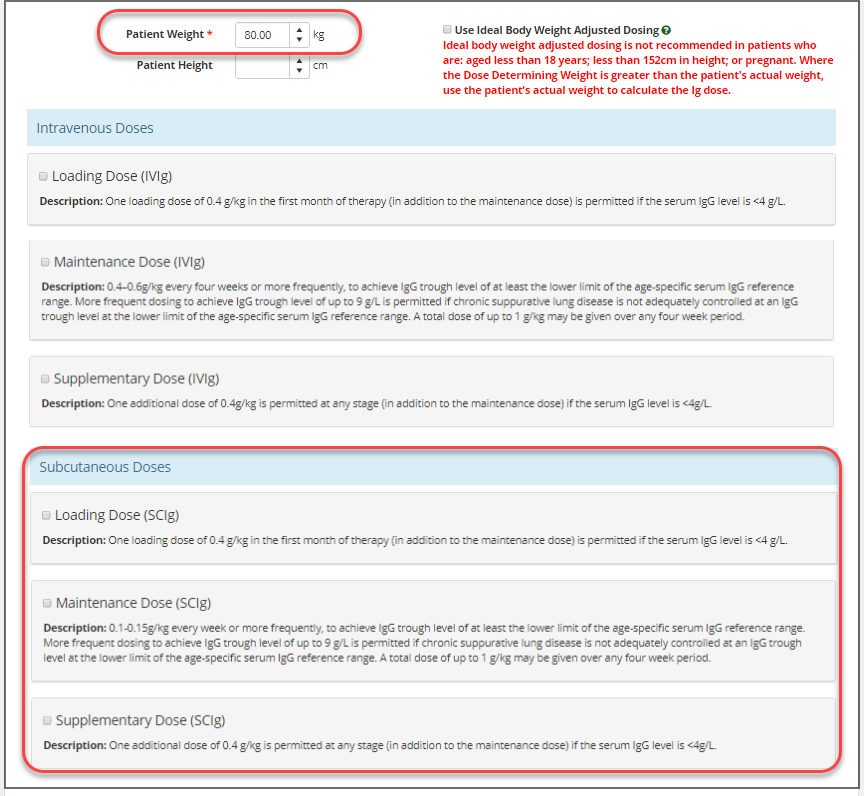 Patient Weight * 80.00 kg
Use Ideal Body Weight Adjusted Dosing
Ideal body weight adjusted dosing is not recommended in patients who
are: aged less than 18 years; less than 152cm in height; or pregnant. Where
the Dose Determining Weight is greater than the patient's actual weight,
use the patient's actual weight to calculate the Ig dose.
Patient Height cm
Intravenous Doses
Loading Dose (IVIg)
Description: One loading dose of 0.4 g/kg in the first month of therapy (in addition to the maintenance dose) is permitted if the serum IgG level is <4 g/L.
Maintenance Dose (IVIg)
Description: 0.4–0.6g/kg every four weeks or more frequently, to achieve IgG trough level of at least the lower limit of the age-specific serum IgG reference
range. More frequent dosing to achieve IgG trough level of up to 9 g/L is permitted if chronic suppurative lung disease is not adequately controlled at an IgG
trough level at the lower limit of the age-specific serum IgG reference range. A total dose of up to 1 g/kg may be given over any four week period.
Supplementary Dose (IVIg)
Description: One additional dose of 0.4g/kg is permitted at any stage (in addition to the maintenance dose) if the serum IgG level is <4g/L.
Subcutaneous Doses
Loading Dose (SCIg)
Description: One loading dose of 0.4 g/kg in the first month of therapy (in addition to the maintenance dose) is permitted if the serum IgG level is <4 g/L.
Maintenance Dose (SCIg)
Description: 0.1-0.15g/kg every week or more frequently, to achieve IgG trough level of at least the lower limit of the age-specific serum IgG reference range.
More frequent dosing to achieve IgG trough level of up to 9 g/L is permitted if chronic suppurative lung disease is not adequately controlled at an IgG trough
level at the lower limit of the age-specific serum IgG reference range. A total dose of up to 1 g/kg may be given over any four week period.
Supplementary Dose (SCIg)
Description: One additional dose of 0.4 g/kg is permitted at any stage (in addition to the maintenance dose) if the serum IgG level is <4g/L.